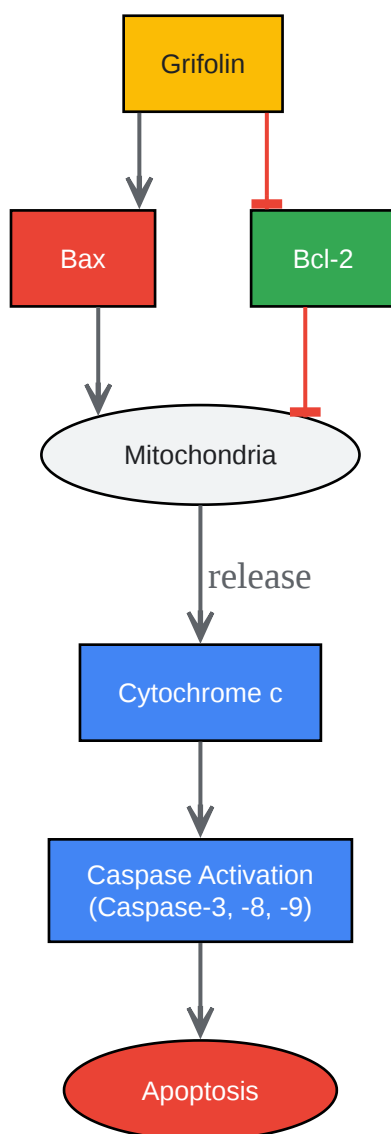 Grifolin
Bax
Bcl-2
Mitochondria
release
Cytochrome c
Caspase Activation
(Caspase-3, -8, -9)
Apoptosis